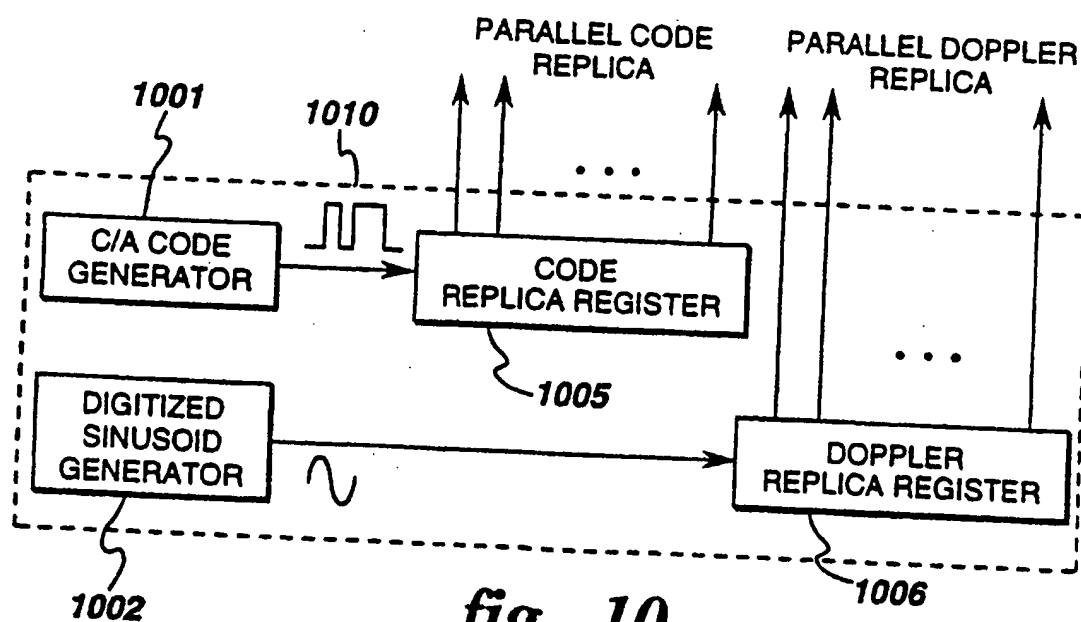 PARALLEL CODE
REPLICA
PARALLEL DOPPLER
REPLICA
1001
1010
C/A CODE
GENERATOR
CODE
REPLICA REGISTER
1005
DIGITIZED
SINUSOID
GENERATOR
DOPPLER
REPLICA REGISTER
1002
1006
fig. 10